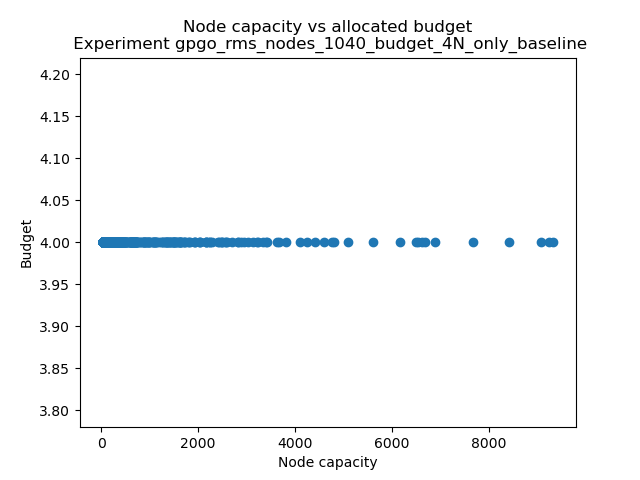 Node capacity vs allocated budget
Experiment gpgo_rms_nodes_1040_budget_4N_only_baseline
4.20
4.15
4.10
4.05
4.00
3.95
3.90
3.85
3.80
Budget
0 2000 4000 6000 8000
Node capacity